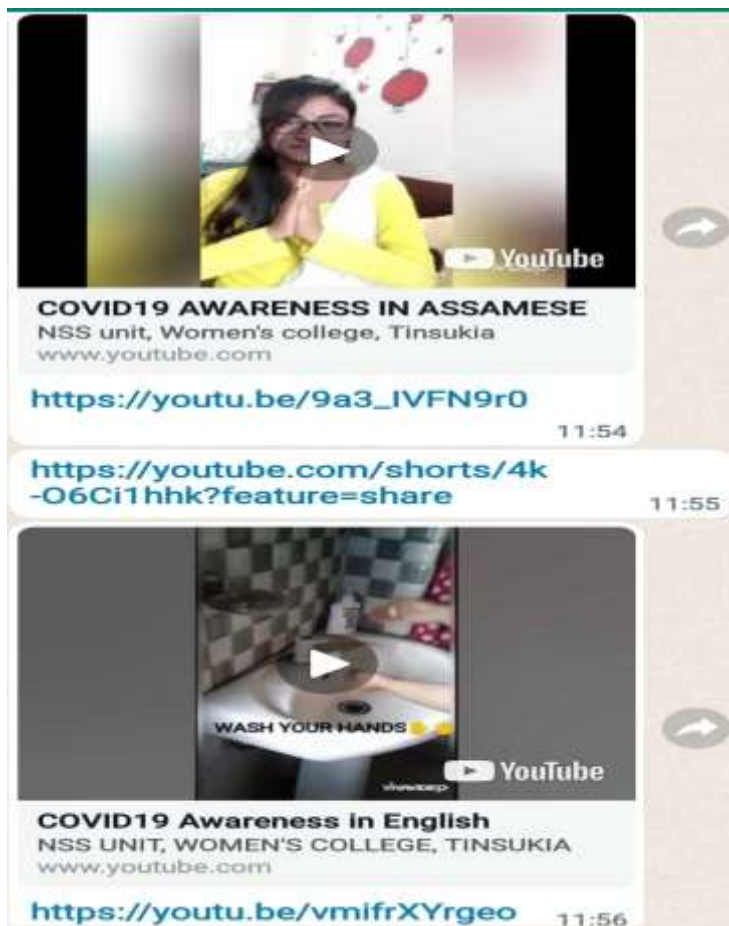 YouTube
COVID19 AWARENESS IN ASSAMESE
NSS unit, Women's college, Tinsukia
www.youtube.com
https://youtu.be/9a3_IVFN9r0
11:54
https://youtube.com/shorts/4k
-O6Ci1hhk?feature=share
11:55
WASH YOUR HANDS
YouTube
COVID19 Awareness in English
NSS UNIT, WOMEN'S COLLEGE, TINSUKIA
www.youtube.com
https://youtu.be/vmifrXYrgeo
11:56